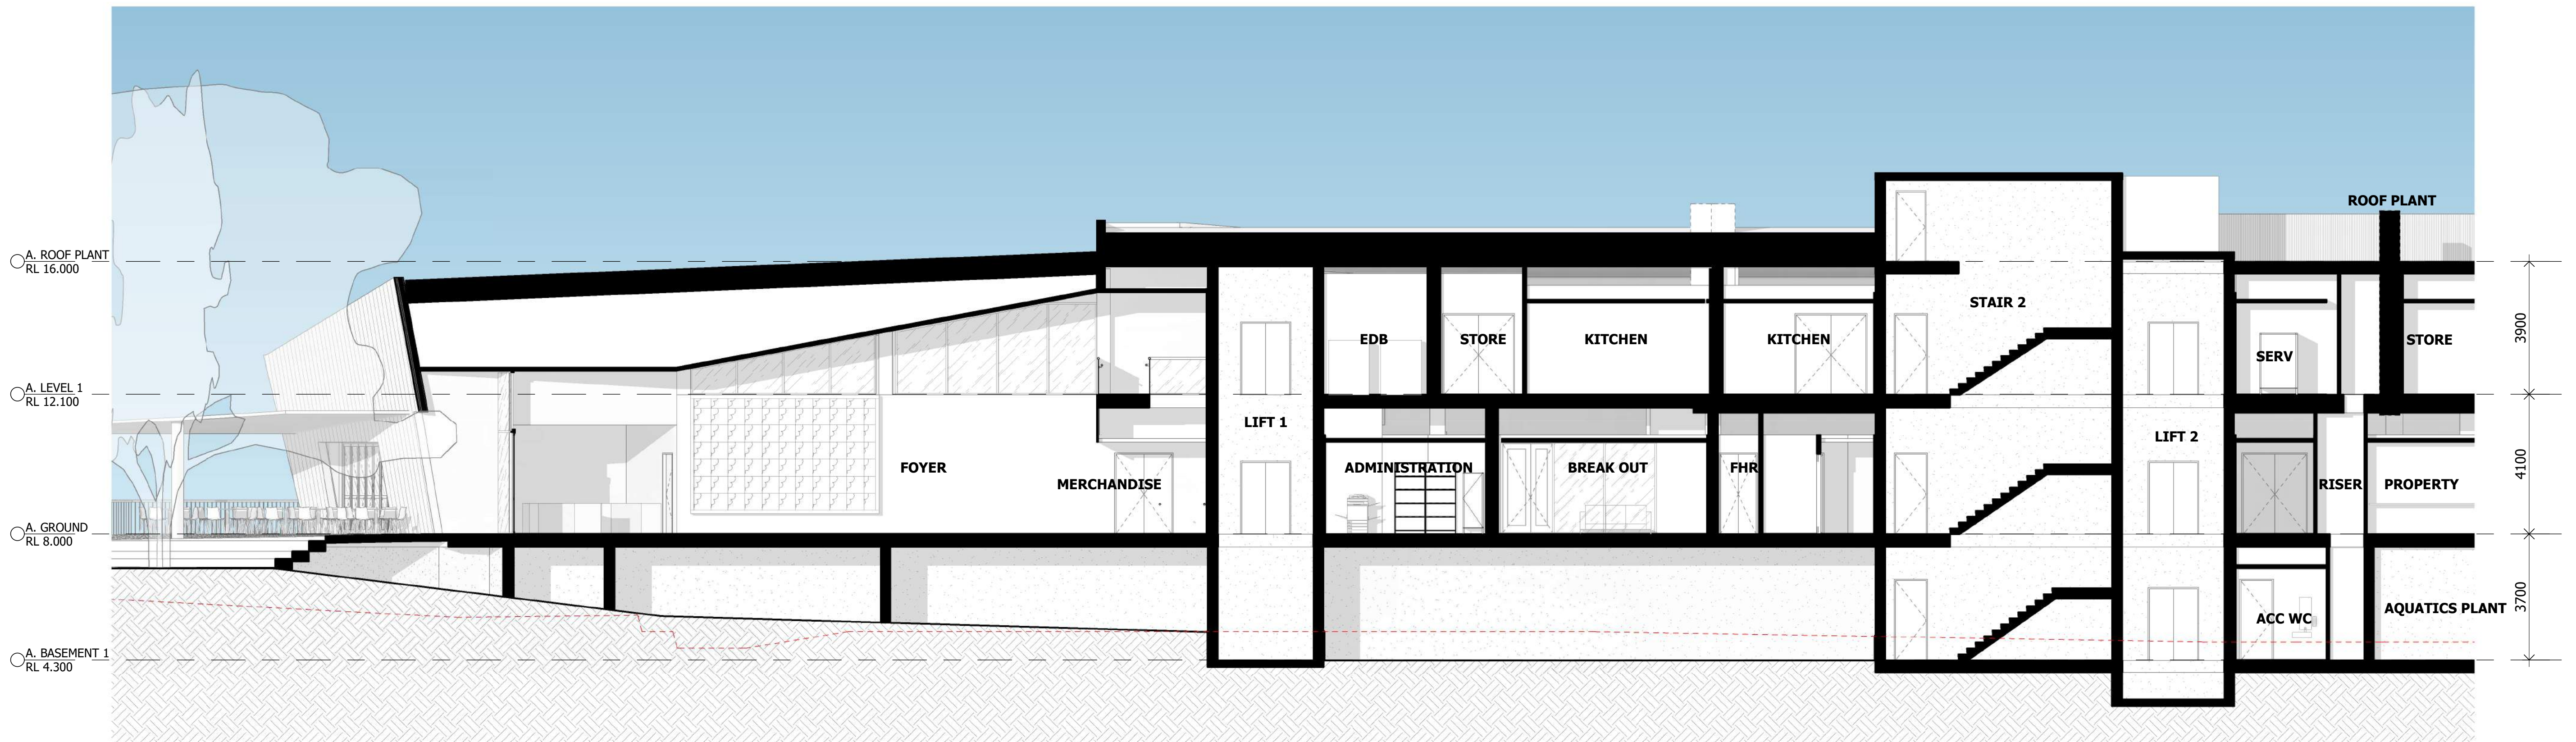 ROOF PLANT
A. ROOF PLANT
RL 16.000
STAIR 2
3900
EDB
STORE
KITCHEN
KITCHEN
STORE
SERV
A. LEVEL 1
RL 12.100
LIFT 1
LIFT 2
FOYER
ADMINISTRATION
BREAK OUT
FHR
4100
MERCHANDISE
RISER
PROPERTY
A. GROUND
RL 8.000
3700
AQUATICS PLANT
ACC WC
A. BASEMENT 1
RL 4.300